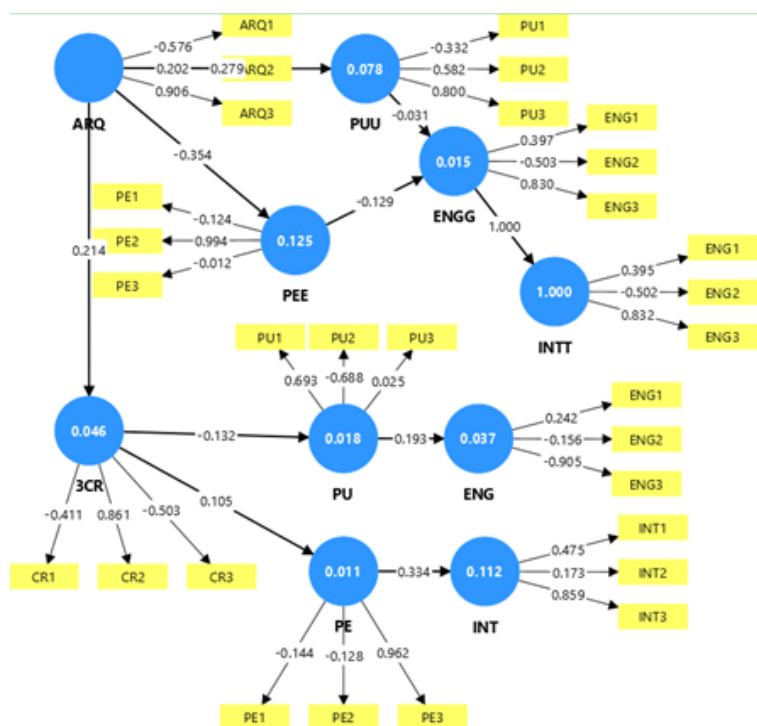 ARQ1
-0.576
PU1
-0.332
0.202
0.279
RQ2
0.078
0.582
PU2
0.906
0.800
ARQ3
PU3
ARQ
PUU
-0.031
ENG1
0.397
-0.354
0.015
-0.503
ENG2
0.830
ENG3
PE1
-0.129
ENGG
-0.124
PE2
0.994
0.125
1.000
0.214
-0.012
PE3
ENG1
0.395
PEE
1.000
-0.502
ENG2
0.832
ENG3
INTT
PU1
PU2
PU3
0.693
-0.688
0.025
ENG1
0.242
0.046
-0.132
0.018
0.193
0.037
-0.156
ENG2
-0.905
ENG3
3CR
PU
ENG
-0.411
0.861
-0.503
0.105
INT1
0.475
CR1
CR2
CR3
0.011
0.334
0.112
0.173
INT2
0.859
INT3
PE
INT
-0.144
-0.128
0.962
PE1
PE2
PE3